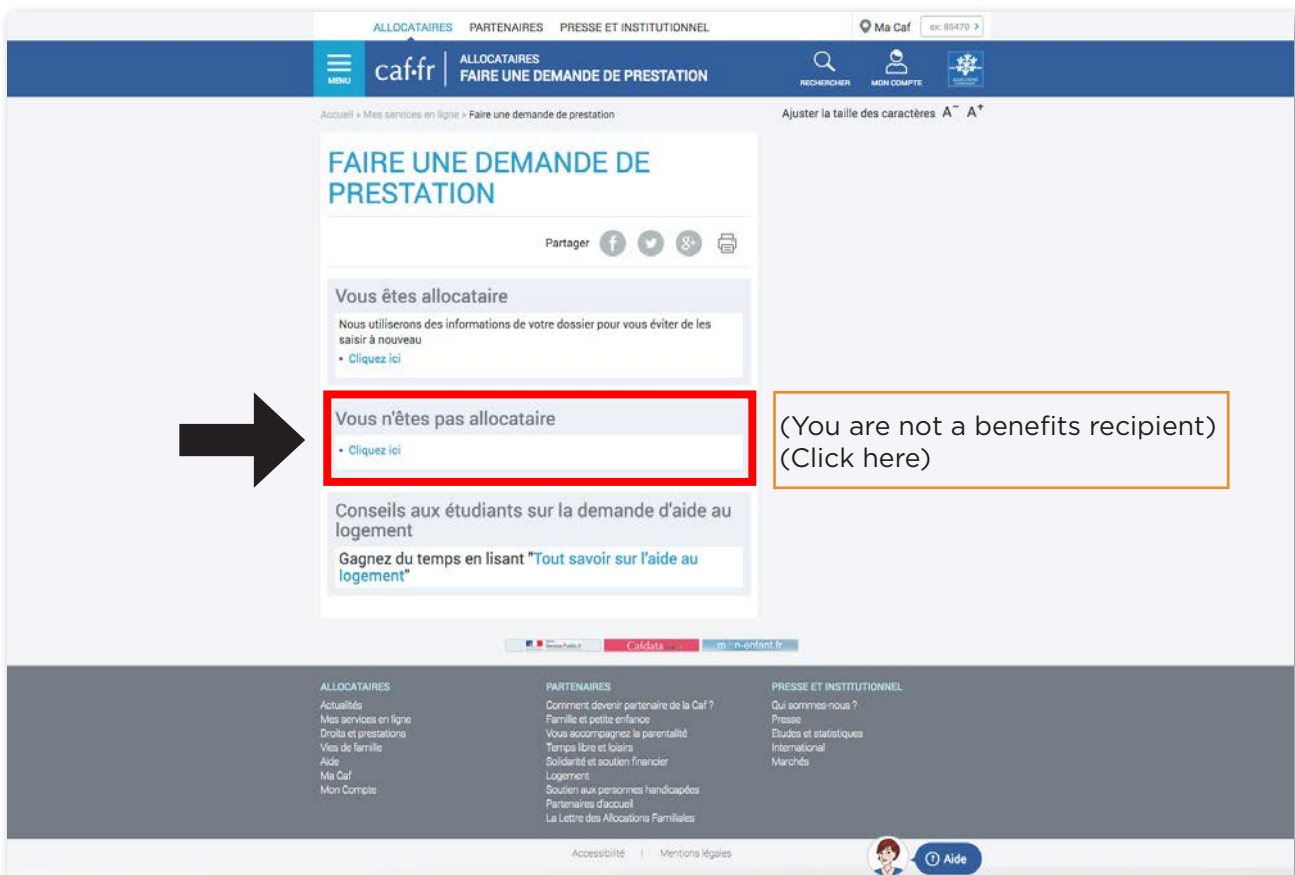 ALLOCATAIRES PARTENAIRES PRESSE ET INSTITUTIONNEL
Ma Caf ex: 85470 >
MENU
caf.fr
ALLOCATAIRES
FAIRE UNE DEMANDE DE PRESTATION
RECHERCHER
MON COMPTE
Accueil » Mes services en ligne » Faire une demande de prestation
Ajuster la taille des caractères A⁻ A⁺
FAIRE UNE DEMANDE DE
PRESTATION
Partager
Vous êtes allocataire
Nous utiliserons des informations de votre dossier pour vous éviter de les
saisir à nouveau
• Cliquez ici
Vous n'êtes pas allocataire
• Cliquez ici
(You are not a benefits recipient)
(Click here)
Conseils aux étudiants sur la demande d'aide au
logement
Gagnez du temps en lisant "Tout savoir sur l'aide au
logement"
Cafdata
ALLOCATAIRES
Actualités
Mes services en ligne
Droits et prestations
Vies de famille
Aide
Ma Caf
Mon Compte
PARTENAIRES
Comment devenir partenaire de la Caf ?
Famille et petite enfance
Vous accompagnez la parentalité
Temps libre et loisirs
Solidarité et soutien financier
Logement
Soutien aux personnes handicapées
Partenaires d'accueil
La Lettre des Allocations Familiales
PRESSE ET INSTITUTIONNEL
Qui sommes-nous ?
Presse
Etudes et statistiques
International
Marchés
Accessibilité | Mentions légales
Aide